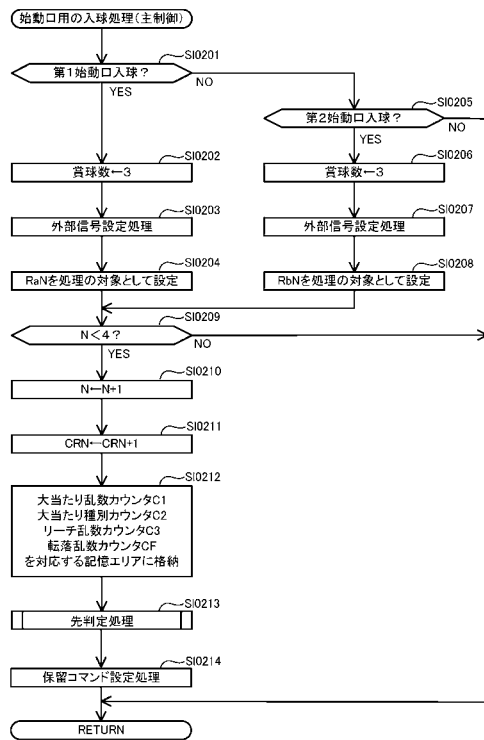 始動口用の入球処理(主制御)
SI0201
第1始動口入球?
NO
YES
SI0205
第2始動口入球?
NO
YES
SI0202
賞球数←3
SI0206
賞球数←3
SI0203
外部信号設定処理
SI0207
外部信号設定処理
SI0204
RaNを処理の対象として設定
SI0208
RbNを処理の対象として設定
SI0209
N<4?
NO
YES
SI0210
N←N+1
SI0211
CRN←CRN+1
SI0212
大当たり乱数カウンタC1
大当たり種別カウンタC2
リーチ乱数カウンタC3
転落乱数カウンタCF
を対応する記憶エリアに格納
SI0213
先判定処理
SI0214
保留コマンド設定処理
RETURN